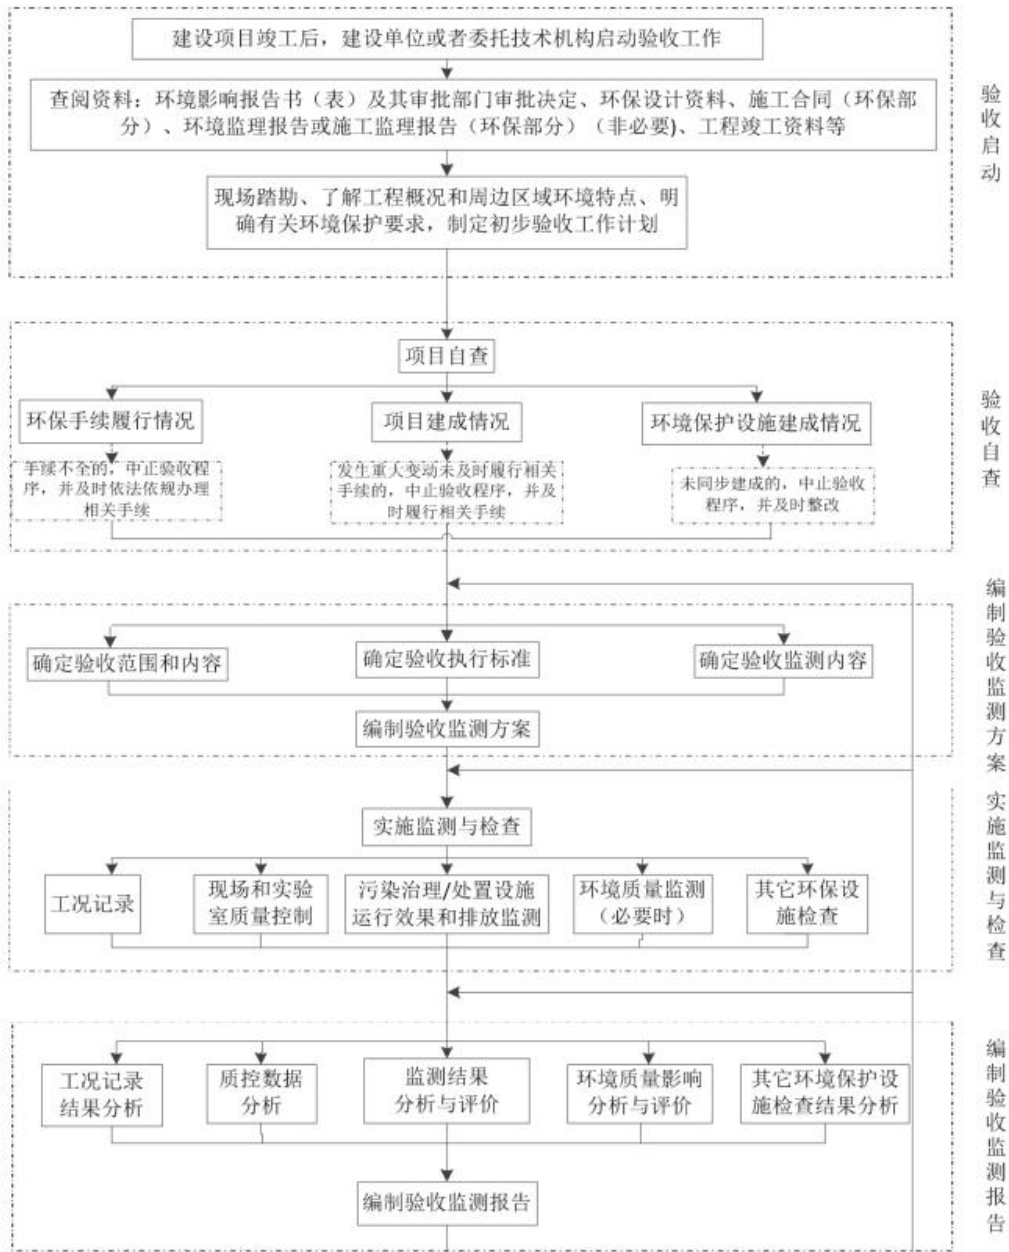 建设项目竣工后，建设单位或者委托技术机构启动验收工作
查阅资料：环境影响报告书（表）及其审批部门审批决定、环保设计资料、施工合同（环保部
分）、环境监理报告或施工监理报告（环保部分）（非必要）、工程竣工资料等
现场踏勘、了解工程概况和周边区域环境特点、明
确有关环境保护要求，制定初步验收工作计划
验收启动
项目自查
环保手续履行情况
项目建成情况
环境保护设施建成情况
手续不全的，中止验收程
序，并及时依法依规办理
相关手续
发生重大变动未及时履行相关
手续的，中止验收程序，并及
时履行相关手续
未同步建成的，中止验收
程序，并及时整改
验收自查
确定验收范围和内容
确定验收执行标准
确定验收监测内容
编制验收监测方案
编制验收监测方案
实施监测与检查
工况记录
现场和实验
室质量控制
污染治理/处置设施
运行效果和排放监测
环境质量监测
（必要时）
其它环保设
施检查
实施监测与检查
工况记录
结果分析
质控数据
分析
监测结果
分析与评价
环境质量影响
分析与评价
其它环境保护设
施检查结果分析
编制验收监测报告
编制验收监测报告